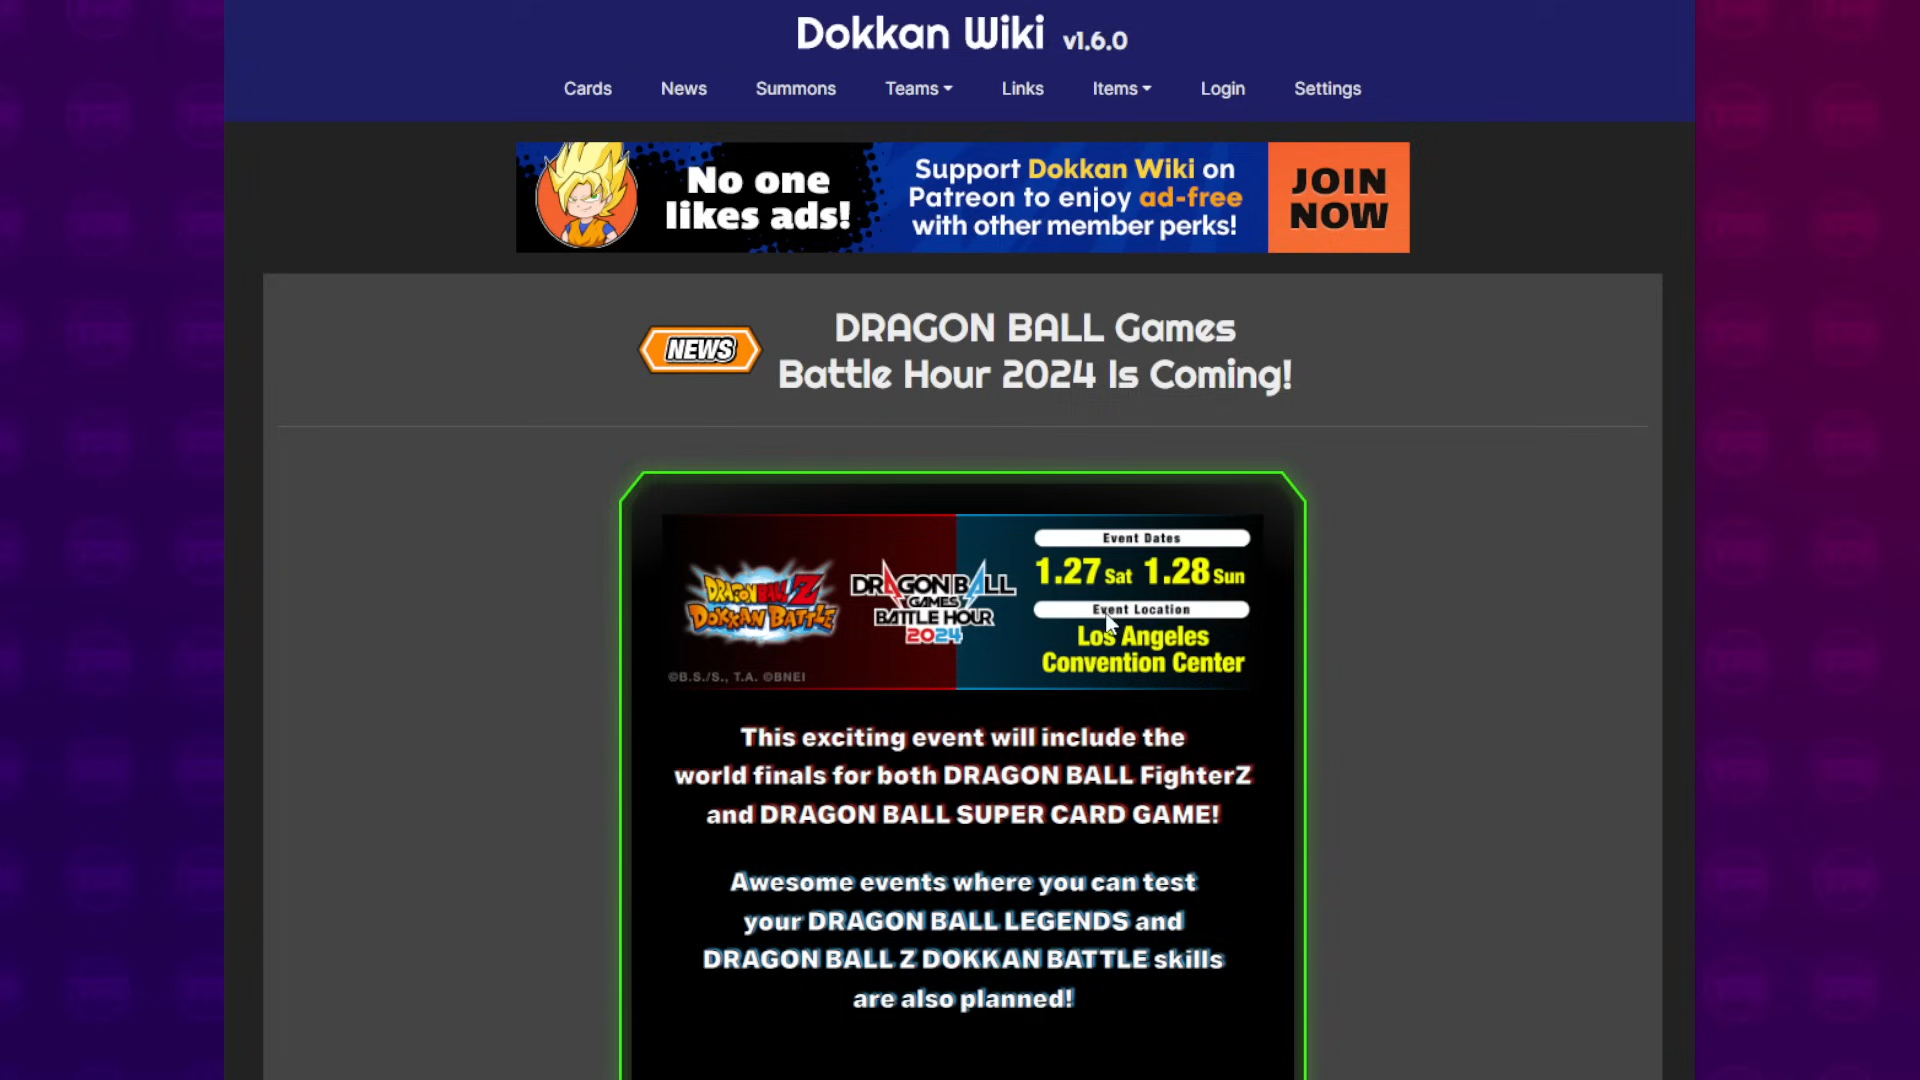 Dokkan Wiki v1.6.0
Cards News Summons Teams Links Items Login Settings
No one
likes ads!
Support Dokkan Wiki on
Patreon to enjoy ad-free
with other member perks!
JOIN
NOW
NEWS
DRAGON BALL Games
Battle Hour 2024 Is Coming!
DRAGON BALL Z
DOKKAN BATTLE
DRAGON BALL
GAMES
BATTLE HOUR
2024
©B.S./S., T.A. ©BNEI
Event Dates
1.27 Sat 1.28 Sun
Event Location
Los Angeles
Convention Center
This exciting event will include the
world finals for both DRAGON BALL FighterZ
and DRAGON BALL SUPER CARD GAME!
Awesome events where you can test
your DRAGON BALL LEGENDS and
DRAGON BALL Z DOKKAN BATTLE skills
are also planned!